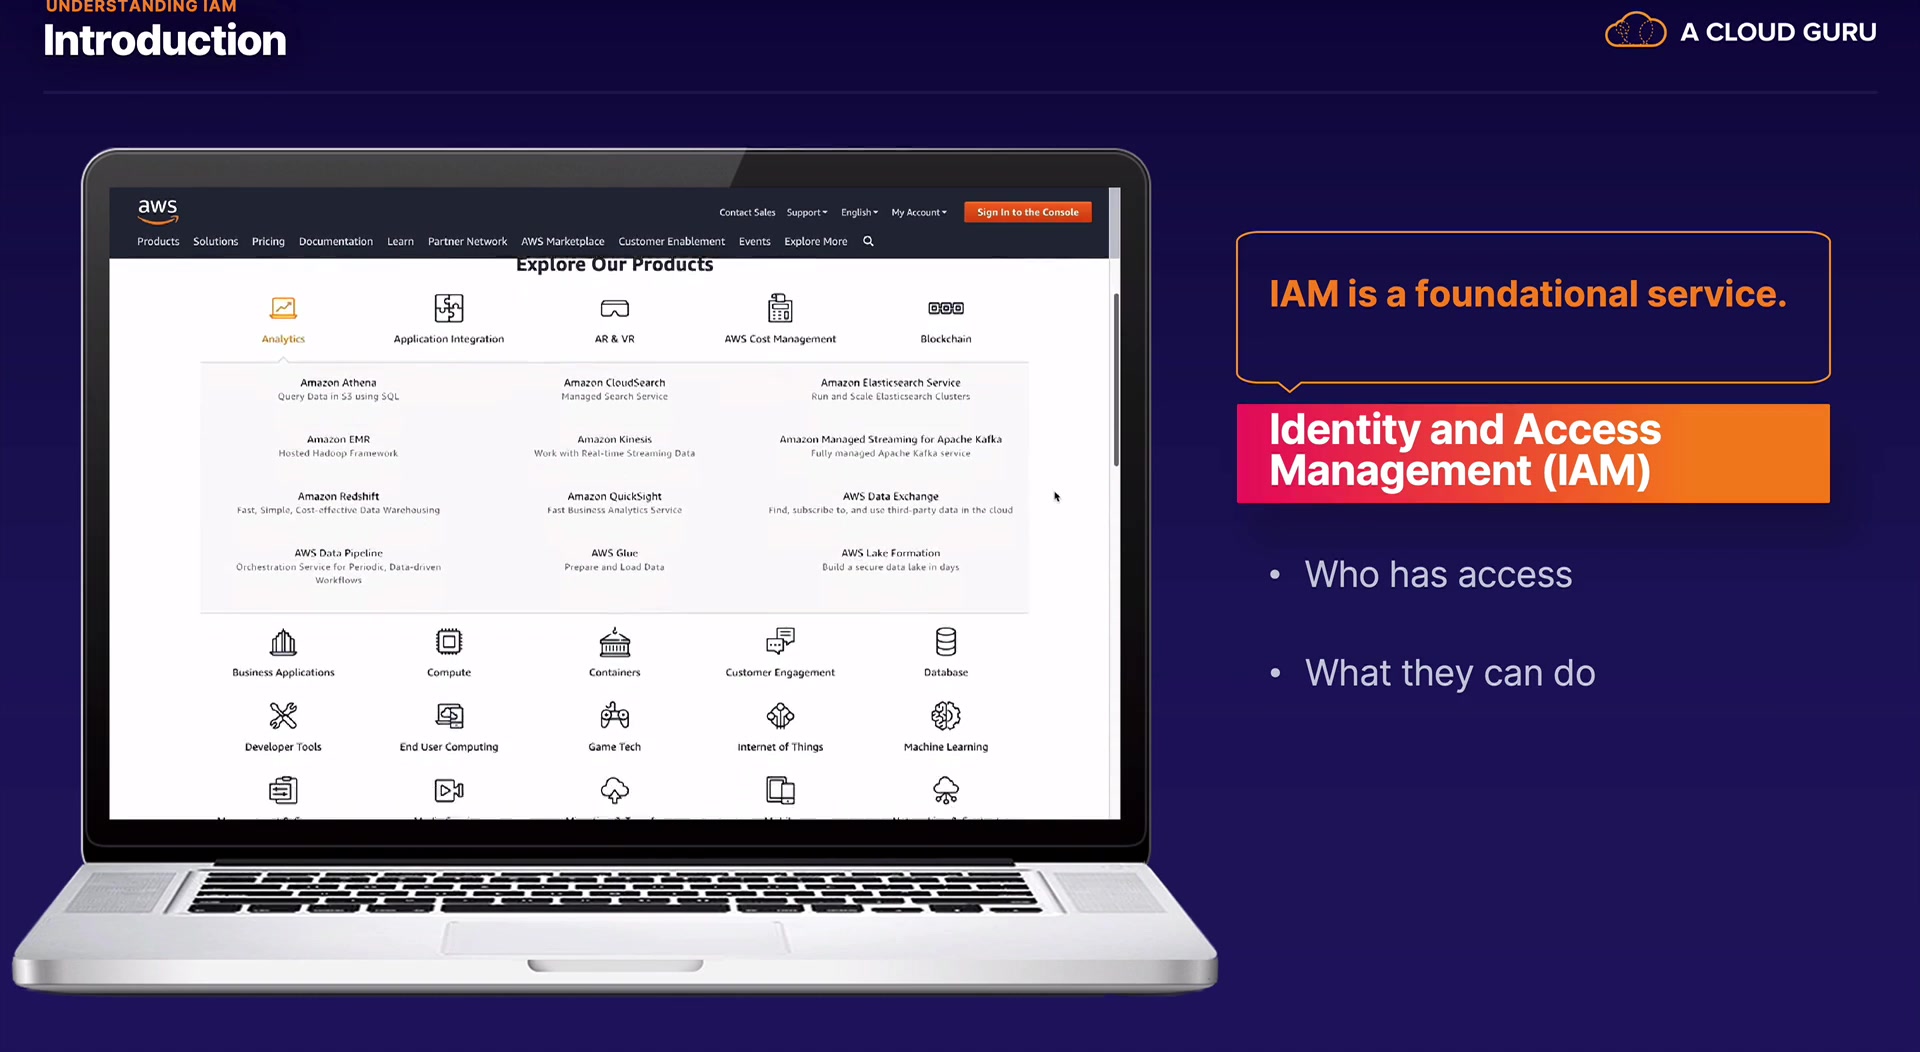 UNDERSTANDING IAM
Introduction
A CLOUD GURU
aws
Contact Sales Support English My Account Sign In to the Console
Products Solutions Pricing Documentation Learn Partner Network AWS Marketplace Customer Enablement Events Explore More
Explore Our Products
Analytics Application Integration AR & VR AWS Cost Management Blockchain
Amazon Athena
Query Data in S3 using SQL
Amazon CloudSearch
Managed Search Service
Amazon Elasticsearch Service
Run and Scale Elasticsearch Clusters
Amazon EMR
Hosted Hadoop Framework
Amazon Kinesis
Work with Real-time Streaming Data
Amazon Managed Streaming for Apache Kafka
Fully managed Apache Kafka service
Amazon Redshift
Fast, Simple, Cost-effective Data Warehousing
Amazon QuickSight
Fast Business Analytics Service
AWS Data Exchange
Find, subscribe to, and use third-party data in the cloud
AWS Data Pipeline
Orchestration Service for Periodic, Data-driven
Workflows
AWS Glue
Prepare and Load Data
AWS Lake Formation
Build a secure data lake in days
Business Applications Compute Containers Customer Engagement Database
Developer Tools End User Computing Game Tech Internet of Things Machine Learning
IAM is a foundational service.
Identity and Access
Management (IAM)
• Who has access
• What they can do